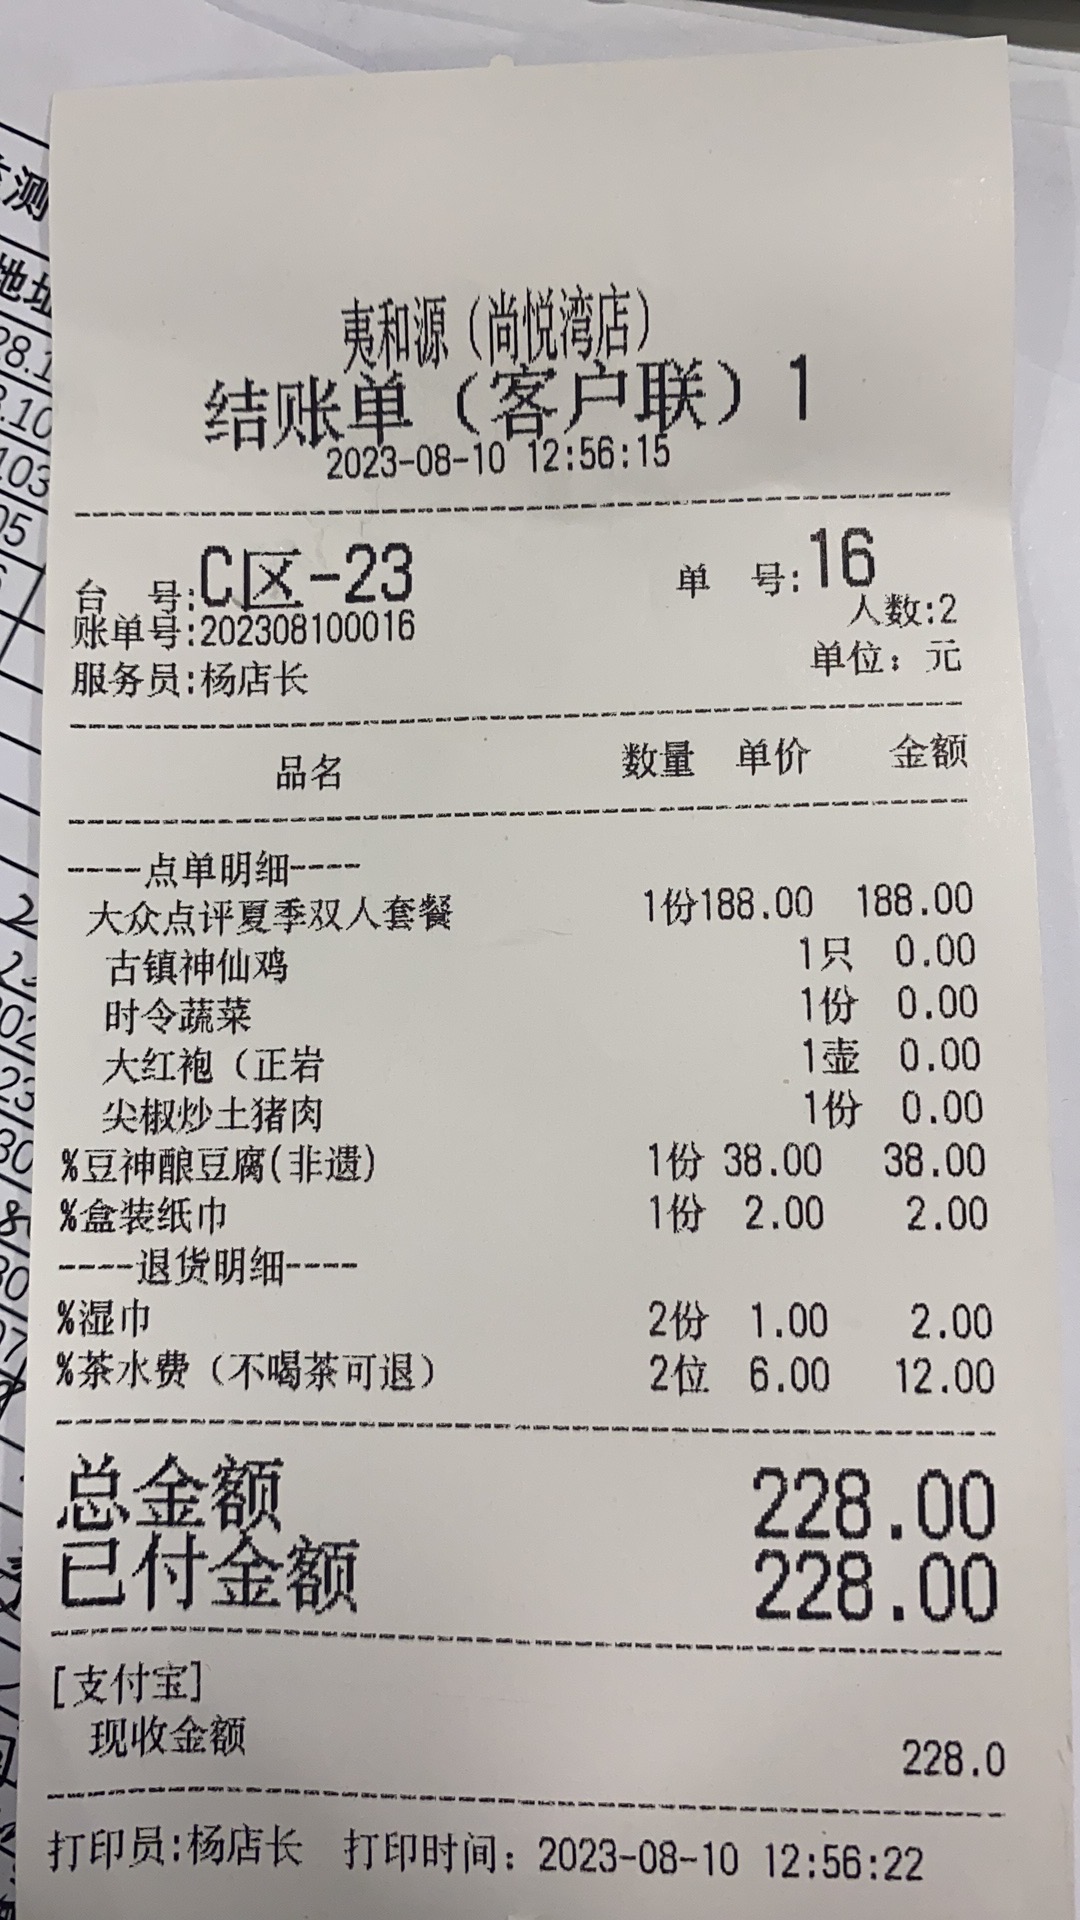 夷和源（尚悦湾店）
结账单（客户联）1
2023-08-10 12:56:15
台 号:C区-23 单 号:16
人数:2
账单号:202308100016
单位：元
服务员:杨店长
品名 数量 单价 金额
----点单明细----
大众点评夏季双人套餐 1份188.00 188.00
古镇神仙鸡 1只 0.00
时令蔬菜 1份 0.00
大红袍（正岩 1壶 0.00
尖椒炒土猪肉 1份 0.00
%豆神酿豆腐(非遗) 1份 38.00 38.00
%盒装纸巾 1份 2.00 2.00
----退货明细----
%湿巾 2份 1.00 2.00
%茶水费（不喝茶可退） 2位 6.00 12.00
总金额 228.00
已付金额 228.00
[支付宝]
现收金额 228.0
打印员:杨店长 打印时间：2023-08-10 12:56:22
测
地址
28.1
.10
103
05